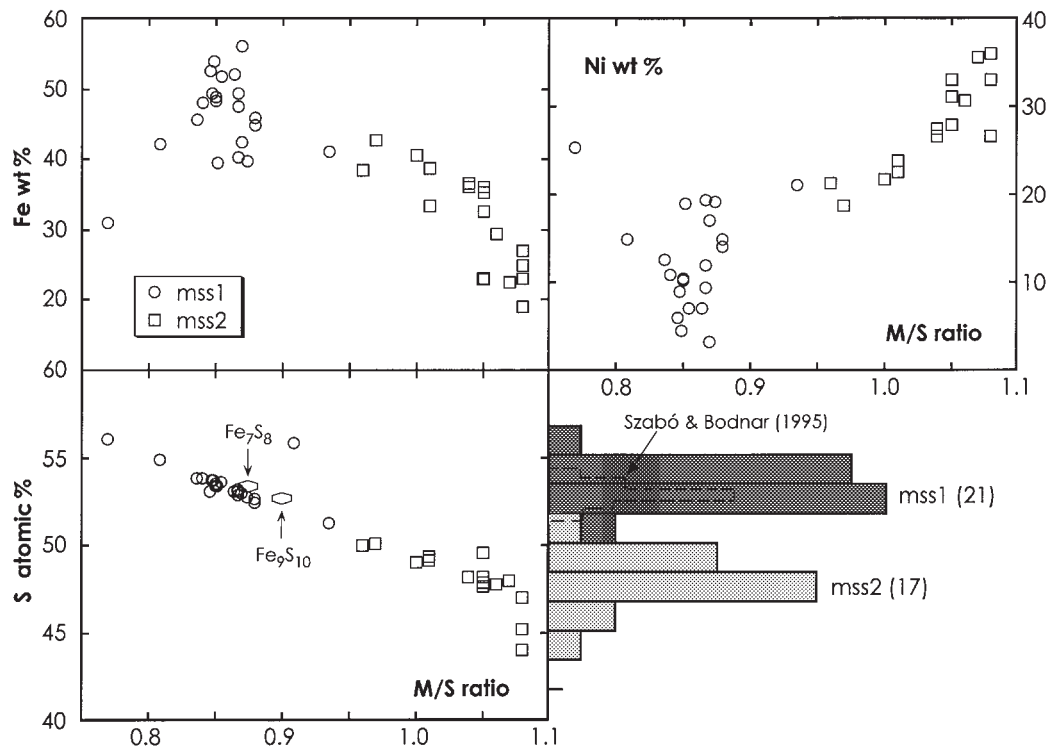 60
50
40
30
20
60
Fe wt %
mss1
mss2
Ni wt %
40
30
20
10
M/S ratio
0.8
0.9
1.0
1.1
55
50
45
40
S atomic %
Fe7S8
Fe9S10
M/S ratio
0.8
0.9
1.0
1.1
Szabó & Bodnar (1995)
mss1 (21)
mss2 (17)